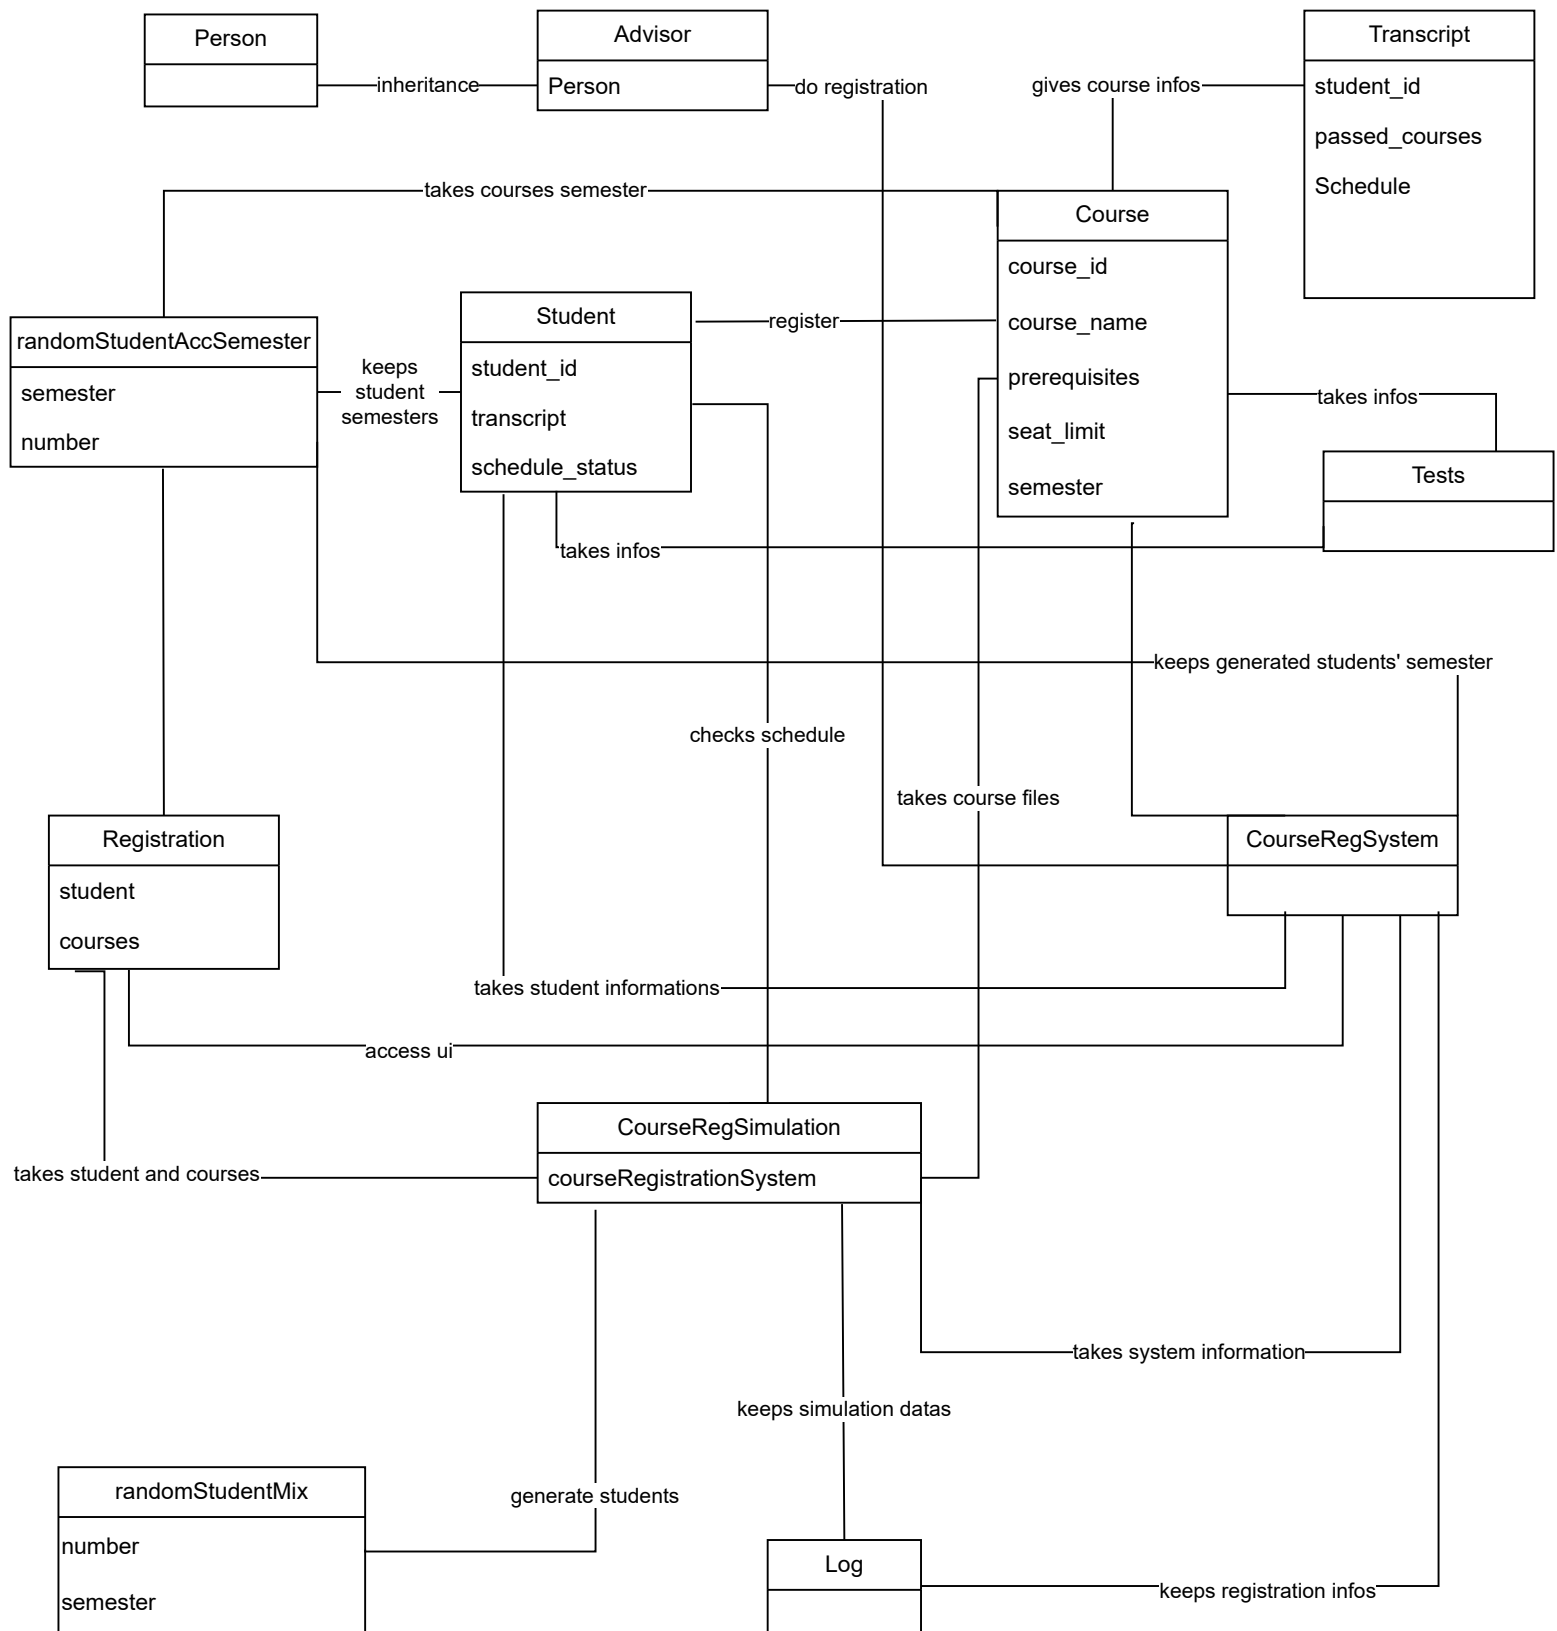 Person
Advisor
Transcript
inheritance
Person
do registration
gives course infos
student_id
passed_courses
Schedule
takes courses semester
Course
course_id
course_name
prerequisites
seat_limit
semester
Student
student_id
transcript
schedule_status
register
randomStudentAccSemester
semester
number
keeps
student
semesters
takes infos
Tests
takes infos
keeps generated students' semester
checks schedule
takes course files
Registration
student
courses
CourseRegSystem
takes student informations
access ui
CourseRegSimulation
courseRegistrationSystem
takes student and courses
takes system information
keeps simulation datas
randomStudentMix
number
semester
generate students
Log
keeps registration infos